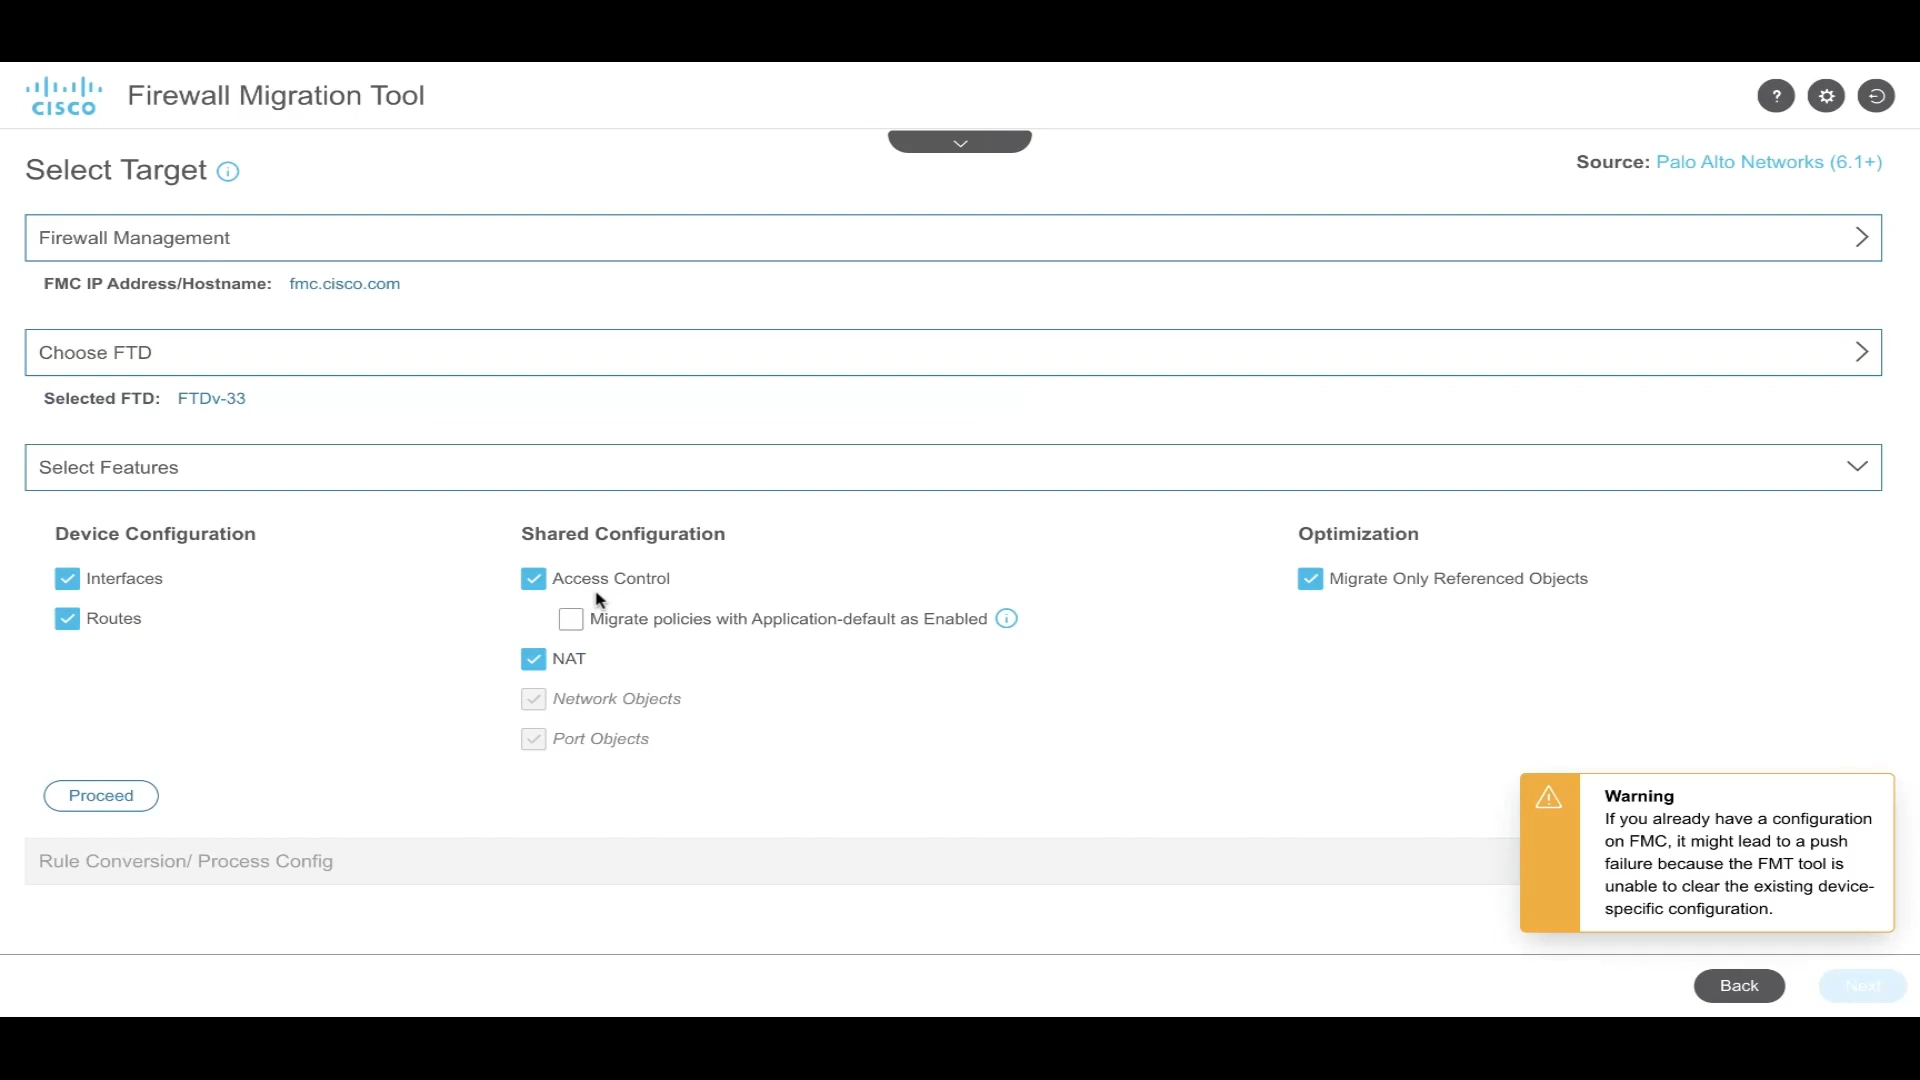 CISCO
Firewall Migration Tool
?
Select Target
Source: Palo Alto Networks (6.1+)
Firewall Management
FMC IP Address/Hostname: fmc.cisco.com
Choose FTD
Selected FTD: FTDv-33
Select Features
Device Configuration
Shared Configuration
Optimization
Interfaces
Access Control
Migrate Only Referenced Objects
Routes
Migrate policies with Application-default as Enabled
NAT
Network Objects
Port Objects
Proceed
Warning
If you already have a configuration
on FMC, it might lead to a push
failure because the FMT tool is
unable to clear the existing device-
specific configuration.
Rule Conversion/ Process Config
Back
Next